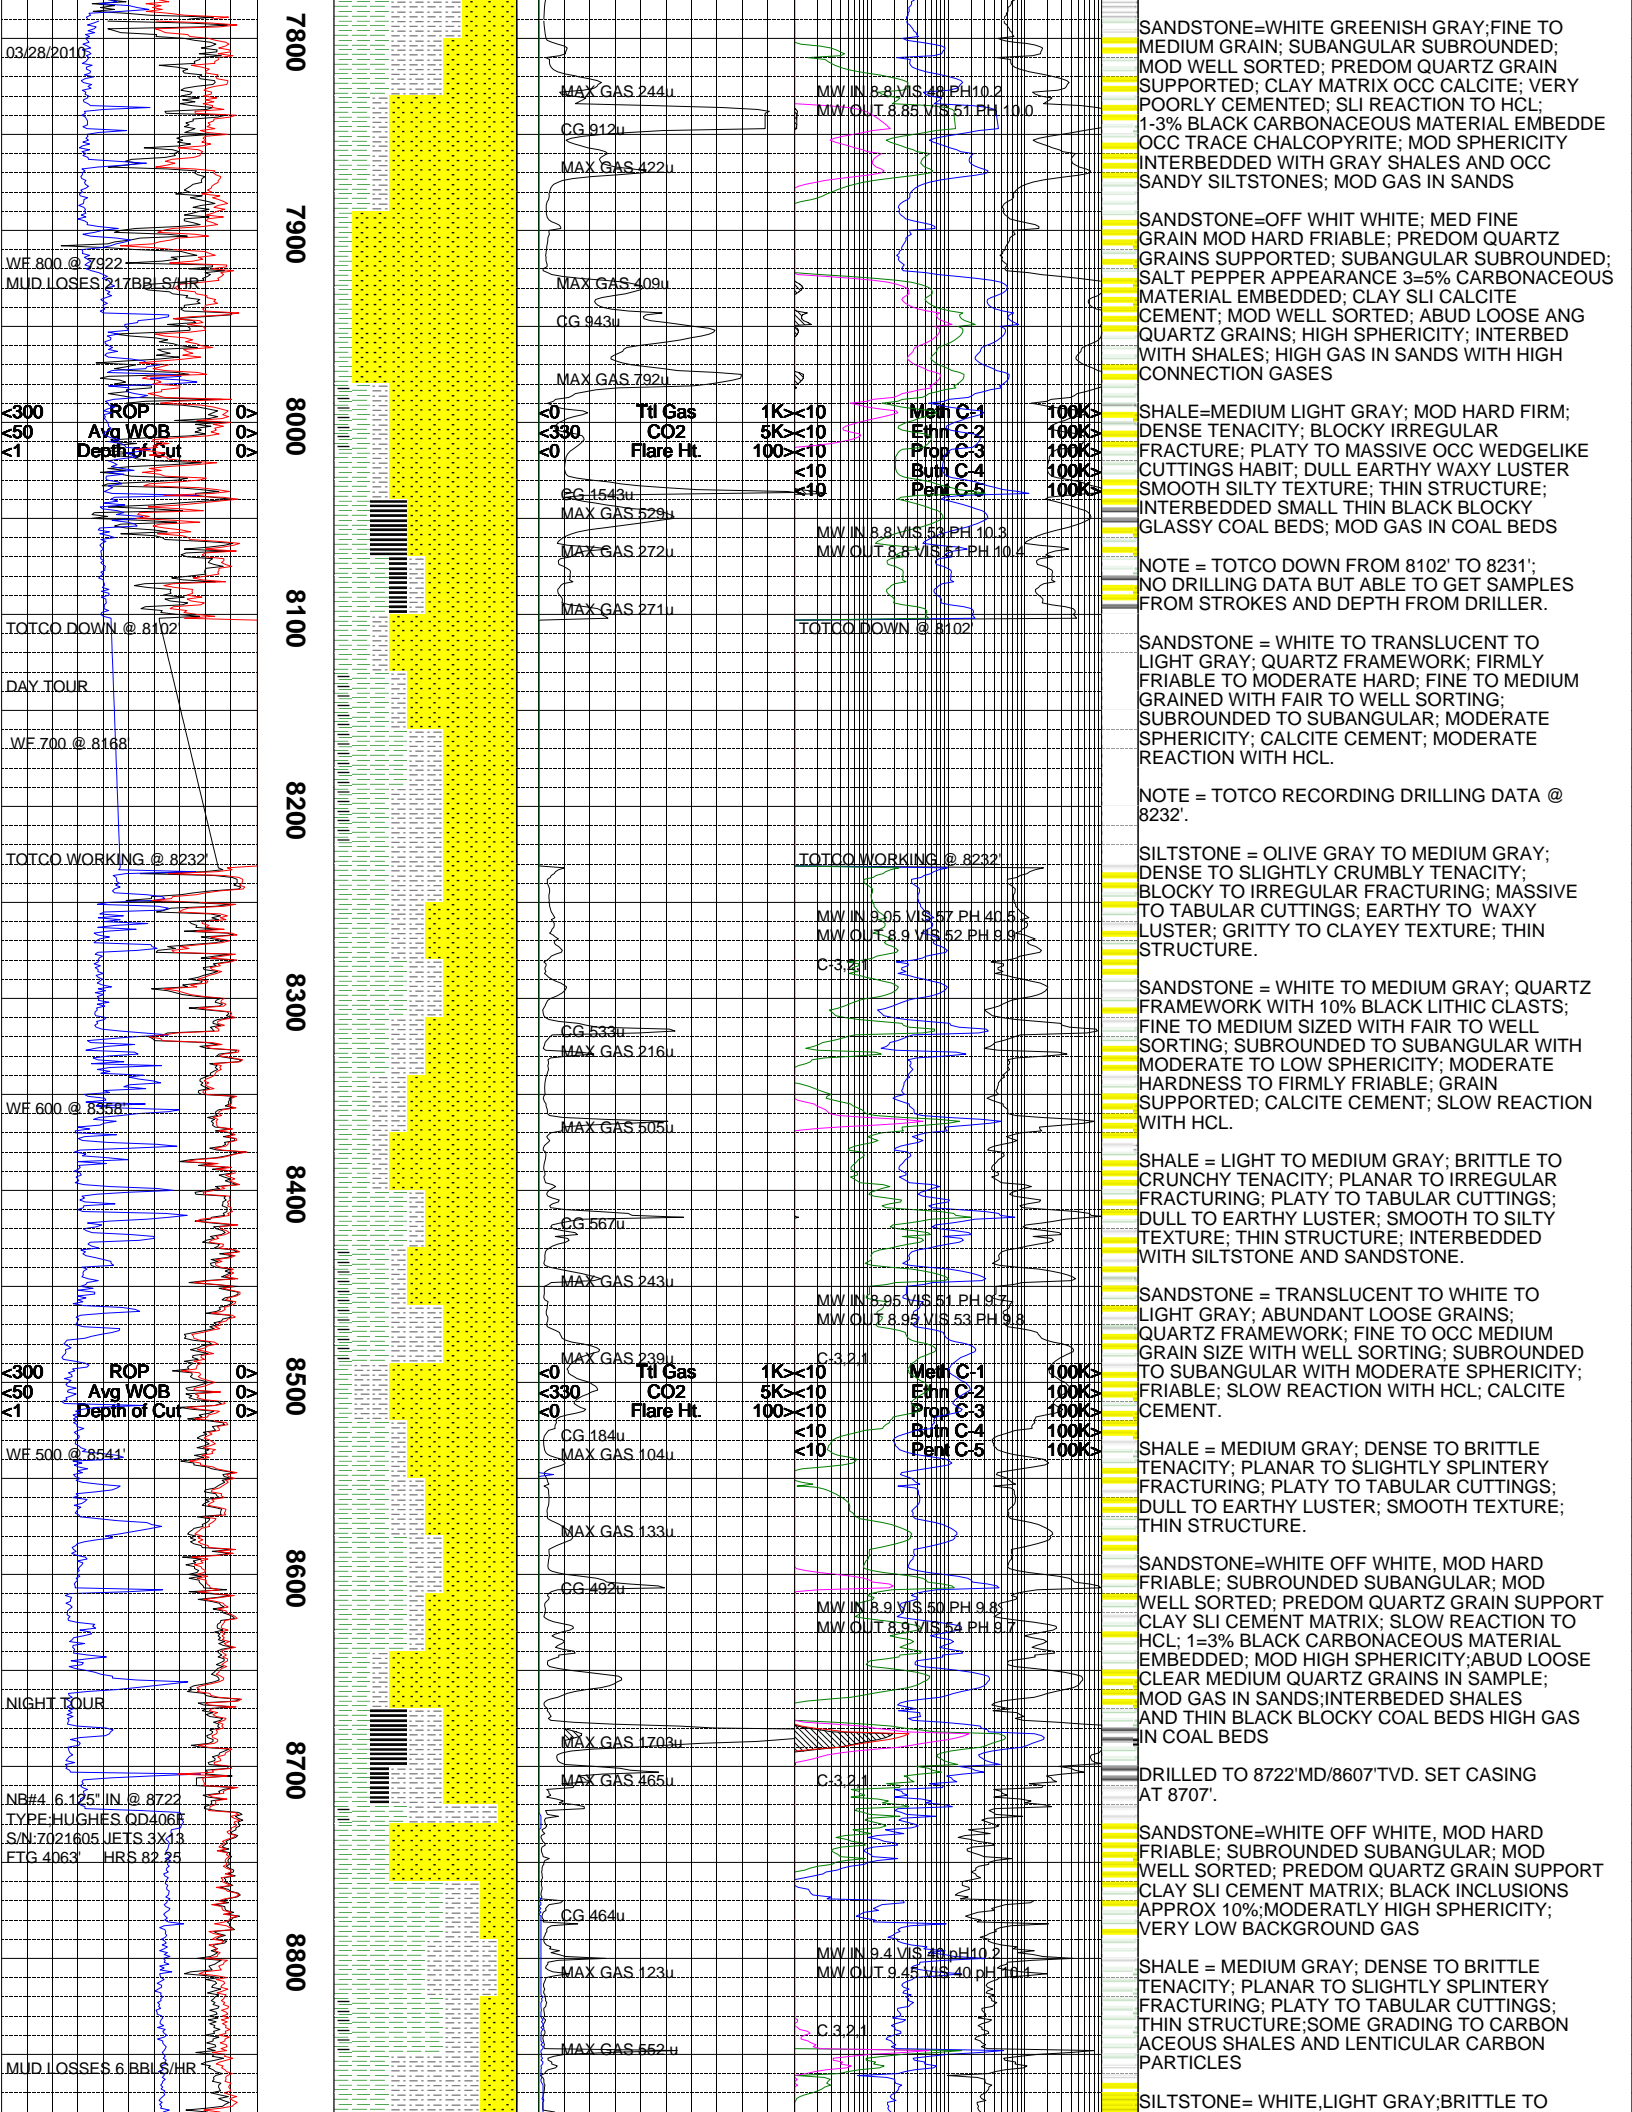 03/28/2010
WF 800 @ 7922
MUD LOSES 217BBLS/HR
<300 ROP 0>
<50 Avg WOB 0>
<1 Depth of Cut 0>
TOTCO DOWN @ 8102'
DAY TOUR
WF 700 @ 8168'
TOTCO WORKING @ 8232'
WF 600 @ 8358'
<300 ROP 0>
<50 Avg WOB 0>
<1 Depth of Cut 0>
WF 500 @ 8541'
NIGHT TOUR
NB#4 6.125" IN @ 8722
TYPE;HUGHES QD406F
S/N:7021605 JETS 3X13
FTG 4063' HRS 82.25
MUD LOSSES 6 BBLS/HR
7800
7900
8000
8100
8200
8300
8400
8500
8600
8700
8800
MAX GAS 244u
CG 912u
MAX GAS 422u
MAX GAS 409u
CG 943u
MAX GAS 792u
<0 Ttl Gas 1K>
<330 CO2 5K>
<0 Flare Ht. 100>
CG 1543u
MAX GAS 529u
MAX GAS 272u
MAX GAS 271u
CG 533u
MAX GAS 216u
MAX GAS 505u
CG 567u
MAX GAS 243u
MAX GAS 239u
<0 Ttl Gas 1K>
<330 CO2 5K>
<0 Flare Ht. 100>
CG 184u
MAX GAS 104u
MAX GAS 133u
CG 492u
MAX GAS 1703u
MAX GAS 465u
CG 464u
MAX GAS 123u
MAX GAS 552 u
MW IN 8.8 VIS 48 PH10.2
MW OUT 8.85 VIS 51 PH 10.0
<10 Meth C-1 100K>
<10 Ethn C-2 100K>
<10 Prop C-3 100K>
<10 Butn C-4 100K>
<10 Pent C-5 100K>
MW IN 8.8 VIS 53 PH 10.3
MW OUT 8.8 VIS 51 PH 10.4
TOTCO DOWN @ 8102'
TOTCO WORKING @ 8232'
MW IN 9.05 VIS 57 PH 10.5
MW OUT 8.9 VIS 52 PH 9.9
C-3,2,1
MW IN 8.95 VIS 51 PH 9.7
MW OUT 8.95 VIS 53 PH 9.8
C-3,2,1
<10 Meth C-1 100K>
<10 Ethn C-2 100K>
<10 Prop C-3 100K>
<10 Butn C-4 100K>
<10 Pent C-5 100K>
MW IN 8.9 VIS 50 PH 9.8
MW OUT 8.9 VIS 54 PH 9.7
C-3,2,1
MW IN 9.4 VIS 40 pH10.2
MW OUT 9.45 VIS 40 pH 10.1
C 3,2,1
SANDSTONE=WHITE GREENISH GRAY;FINE TO
MEDIUM GRAIN; SUBANGULAR SUBROUNDED;
MOD WELL SORTED; PREDOM QUARTZ GRAIN
SUPPORTED; CLAY MATRIX OCC CALCITE; VERY
POORLY CEMENTED; SLI REACTION TO HCL;
1-3% BLACK CARBONACEOUS MATERIAL EMBEDDE
OCC TRACE CHALCOPYRITE; MOD SPHERICITY
INTERBEDDED WITH GRAY SHALES AND OCC
SANDY SILTSTONES; MOD GAS IN SANDS
SANDSTONE=OFF WHIT WHITE; MED FINE
GRAIN MOD HARD FRIABLE; PREDOM QUARTZ
GRAINS SUPPORTED; SUBANGULAR SUBROUNDED;
SALT PEPPER APPEARANCE 3=5% CARBONACEOUS
MATERIAL EMBEDDED; CLAY SLI CALCITE
CEMENT; MOD WELL SORTED; ABUD LOOSE ANG
QUARTZ GRAINS; HIGH SPHERICITY; INTERBED
WITH SHALES; HIGH GAS IN SANDS WITH HIGH
CONNECTION GASES
SHALE=MEDIUM LIGHT GRAY; MOD HARD FIRM;
DENSE TENACITY; BLOCKY IRREGULAR
FRACTURE; PLATY TO MASSIVE OCC WEDGELIKE
CUTTINGS HABIT; DULL EARTHY WAXY LUSTER
SMOOTH SILTY TEXTURE; THIN STRUCTURE;
INTERBEDDED SMALL THIN BLACK BLOCKY
GLASSY COAL BEDS; MOD GAS IN COAL BEDS
NOTE = TOTCO DOWN FROM 8102' TO 8231';
NO DRILLING DATA BUT ABLE TO GET SAMPLES
FROM STROKES AND DEPTH FROM DRILLER.
SANDSTONE = WHITE TO TRANSLUCENT TO
LIGHT GRAY; QUARTZ FRAMEWORK; FIRMLY
FRIABLE TO MODERATE HARD; FINE TO MEDIUM
GRAINED WITH FAIR TO WELL SORTING;
SUBROUNDED TO SUBANGULAR; MODERATE
SPHERICITY; CALCITE CEMENT; MODERATE
REACTION WITH HCL.
NOTE = TOTCO RECORDING DRILLING DATA @
8232'.
SILTSTONE = OLIVE GRAY TO MEDIUM GRAY;
DENSE TO SLIGHTLY CRUMBLY TENACITY;
BLOCKY TO IRREGULAR FRACTURING; MASSIVE
TO TABULAR CUTTINGS; EARTHY TO WAXY
LUSTER; GRITTY TO CLAYEY TEXTURE; THIN
STRUCTURE.
SANDSTONE = WHITE TO MEDIUM GRAY; QUARTZ
FRAMEWORK WITH 10% BLACK LITHIC CLASTS;
FINE TO MEDIUM SIZED WITH FAIR TO WELL
SORTING; SUBROUNDED TO SUBANGULAR WITH
MODERATE TO LOW SPHERICITY; MODERATE
HARDNESS TO FIRMLY FRIABLE; GRAIN
SUPPORTED; CALCITE CEMENT; SLOW REACTION
WITH HCL.
SHALE = LIGHT TO MEDIUM GRAY; BRITTLE TO
CRUNCHY TENACITY; PLANAR TO IRREGULAR
FRACTURING; PLATY TO TABULAR CUTTINGS;
DULL TO EARTHY LUSTER; SMOOTH TO SILTY
TEXTURE; THIN STRUCTURE; INTERBEDDED
WITH SILTSTONE AND SANDSTONE.
SANDSTONE = TRANSLUCENT TO WHITE TO
LIGHT GRAY; ABUNDANT LOOSE GRAINS;
QUARTZ FRAMEWORK; FINE TO OCC MEDIUM
GRAIN SIZE WITH WELL SORTING; SUBROUNDED
TO SUBANGULAR WITH MODERATE SPHERICITY;
FRIABLE; SLOW REACTION WITH HCL; CALCITE
CEMENT.
SHALE = MEDIUM GRAY; DENSE TO BRITTLE
TENACITY; PLANAR TO SLIGHTLY SPLINTERY
FRACTURING; PLATY TO TABULAR CUTTINGS;
DULL TO EARTHY LUSTER; SMOOTH TEXTURE;
THIN STRUCTURE.
SANDSTONE=WHITE OFF WHITE, MOD HARD
FRIABLE; SUBROUNDED SUBANGULAR; MOD
WELL SORTED; PREDOM QUARTZ GRAIN SUPPORT
CLAY SLI CEMENT MATRIX; SLOW REACTION TO
HCL; 1=3% BLACK CARBONACEOUS MATERIAL
EMBEDDED; MOD HIGH SPHERICITY;ABUD LOOSE
CLEAR MEDIUM QUARTZ GRAINS IN SAMPLE;
MOD GAS IN SANDS;INTERBEDED SHALES
AND THIN BLACK BLOCKY COAL BEDS HIGH GAS
IN COAL BEDS
DRILLED TO 8722'MD/8607'TVD. SET CASING
AT 8707'.
SANDSTONE=WHITE OFF WHITE, MOD HARD
FRIABLE; SUBROUNDED SUBANGULAR; MOD
WELL SORTED; PREDOM QUARTZ GRAIN SUPPORT
CLAY SLI CEMENT MATRIX; BLACK INCLUSIONS
APPROX 10%;MODERATLY HIGH SPHERICITY;
VERY LOW BACKGROUND GAS
SHALE = MEDIUM GRAY; DENSE TO BRITTLE
TENACITY; PLANAR TO SLIGHTLY SPLINTERY
FRACTURING; PLATY TO TABULAR CUTTINGS;
THIN STRUCTURE;SOME GRADING TO CARBON
ACEOUS SHALES AND LENTICULAR CARBON
PARTICLES
SILTSTONE= WHITE,LIGHT GRAY;BRITTLE TO